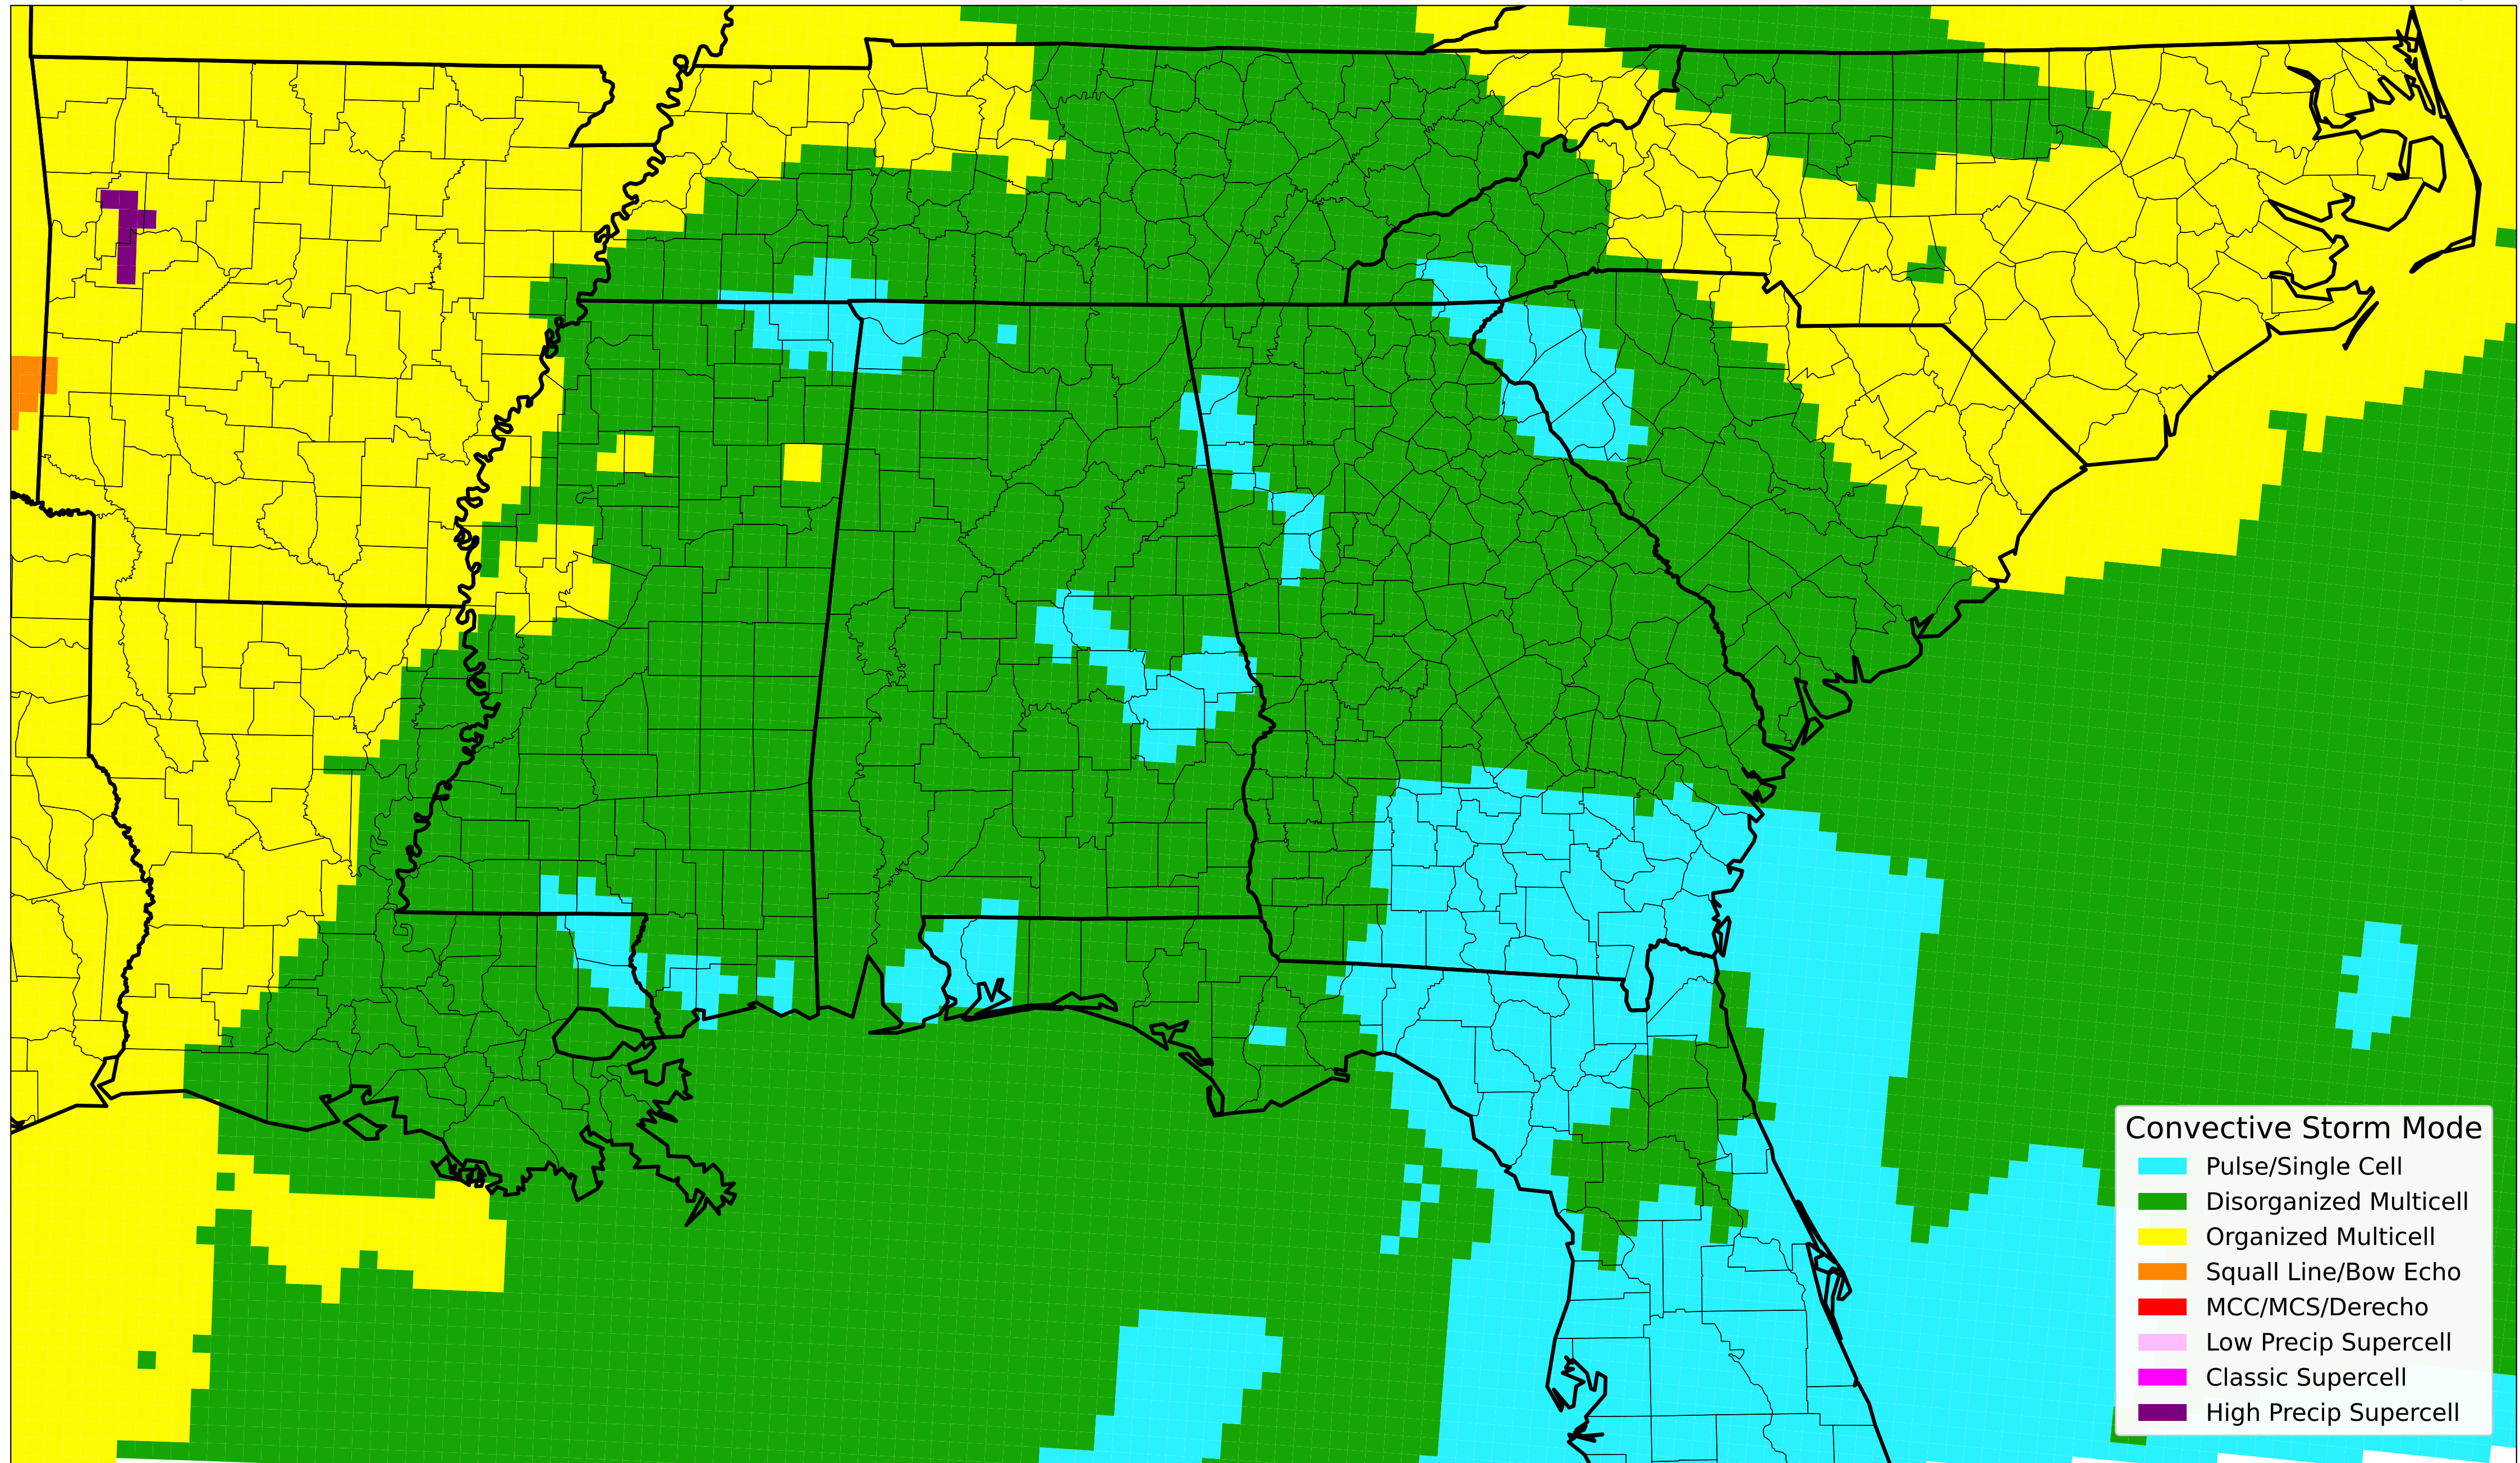 Convective Storm Mode
Pulse/Single Cell
Disorganized Multicell
Organized Multicell
Squall Line/Bow Echo
MCC/MCS/Derecho
Low Precip Supercell
Classic Supercell
High Precip Supercell